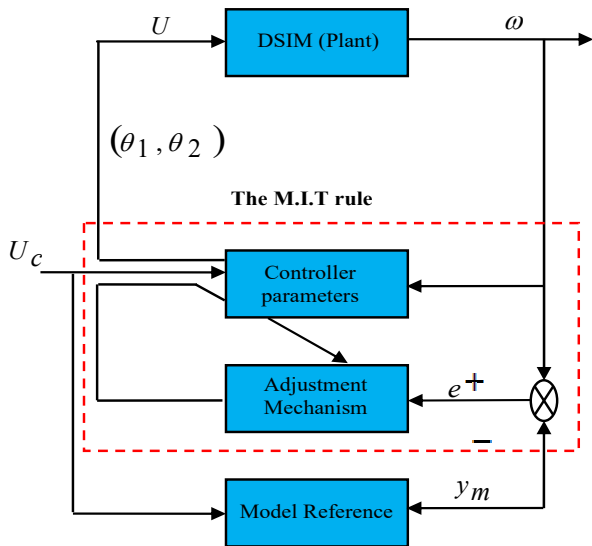 U
DSIM (Plant)
ω
(θ1 , θ2 )
The M.I.T rule
Uc
Controller
parameters
Adjustment
Mechanism
e
+
−
Model Reference
ym